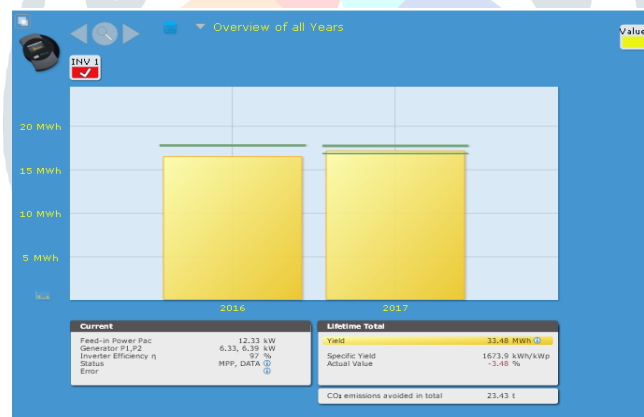 Overview of all Years
Value
INV 1
20 MWh
15 MWh
10 MWh
5 MWh
2016
2017
Current
Feed-in Power Pac 12.33 kW
Generator P1,P2 6.33, 6.39 kW
Inverter Efficiency η 97 %
Status MPP, DATA
Error
Lifetime Total
Yield 33.48 MWh
Specific Yield 1673.9 kWh/kWp
Actual Value -3.48 %
CO₂ emissions avoided in total 23.43 t